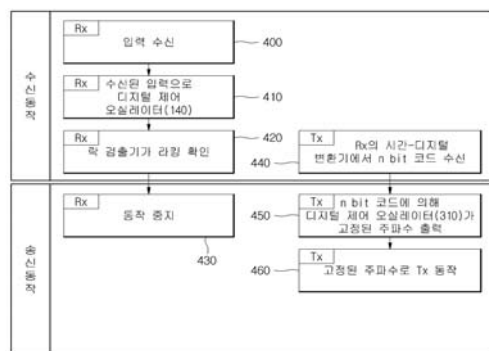 수신동작
Rx
입력 수신
400
Rx
수신된 입력으로
디지털 제어
오실레이터(140)
410
Rx
락 검출기가 락킹 확인
420
Tx
Rx의 시간-디지털
변환기에서 n bit 코드 수신
440
송신동작
Rx
동작 중지
430
Tx
n bit 코드에 의해
디지털 제어 오실레이터(310)가
고정된 주파수 출력
450
Tx
고정된 주파수로 Tx 동작
460